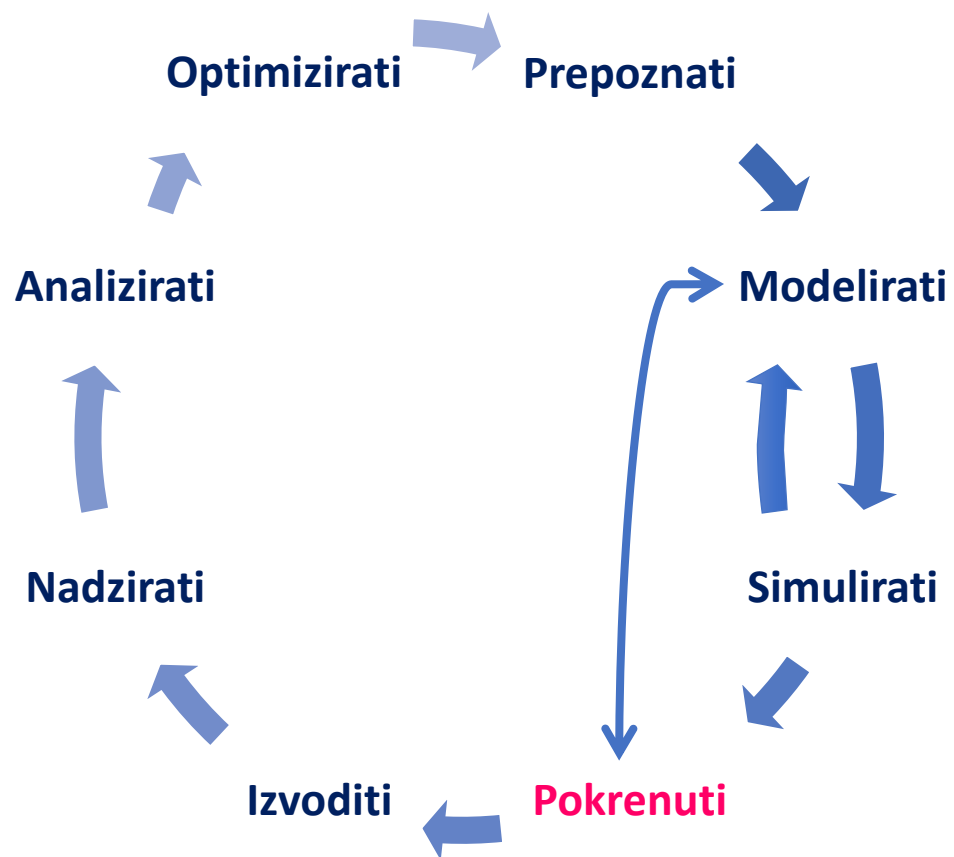 Optimizirati
Prepoznati
Analizirati
Modelirati
Nadzirati
Simulirati
Izvoditi
Pokrenuti